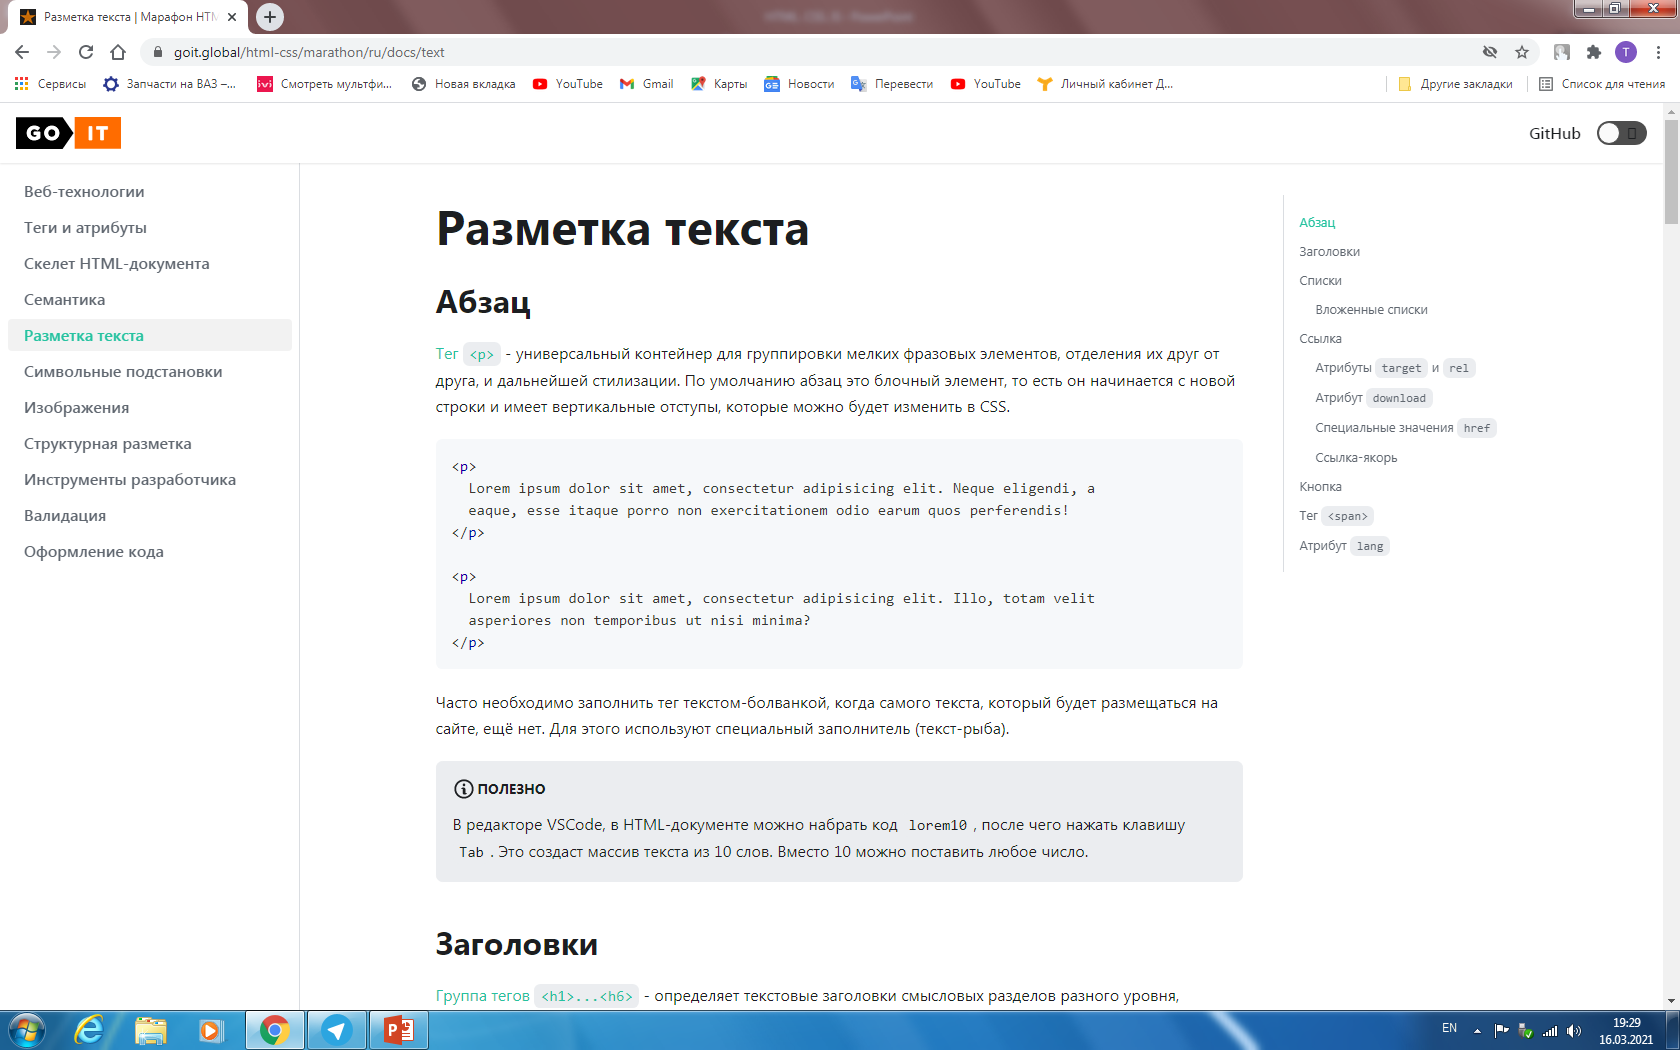 Разметка текста | Марафон HTM
goit.global/html-css/marathon/ru/docs/text
T
Сервисы
Запчасти на ВАЗ –...
ivi
Смотреть мультфи...
Новая вкладка
YouTube
Gmail
Карты
Новости
Перевести
YouTube
Личный кабинет Д...
Другие закладки
Список для чтения
GO IT
GitHub
Веб-технологии
Теги и атрибуты
Скелет HTML-документа
Семантика
Разметка текста
Символьные подстановки
Изображения
Структурная разметка
Инструменты разработчика
Валидация
Оформление кода
Разметка текста
Абзац
Тег <p> - универсальный контейнер для группировки мелких фразовых элементов, отделения их друг от
друга, и дальнейшей стилизации. По умолчанию абзац это блочный элемент, то есть он начинается с новой
строки и имеет вертикальные отступы, которые можно будет изменить в CSS.
<p>
Lorem ipsum dolor sit amet, consectetur adipisicing elit. Neque eligendi, a
eaque, esse itaque porro non exercitationem odio earum quos perferendis!
</p>
<p>
Lorem ipsum dolor sit amet, consectetur adipisicing elit. Illo, totam velit
asperiores non temporibus ut nisi minima?
</p>
Часто необходимо заполнить тег текстом-болванкой, когда самого текста, который будет размещаться на
сайте, ещё нет. Для этого используют специальный заполнитель (текст-рыба).
ПОЛЕЗНО
В редакторе VSCode, в HTML-документе можно набрать код lorem10 , после чего нажать клавишу
Tab . Это создаст массив текста из 10 слов. Вместо 10 можно поставить любое число.
Заголовки
Группа тегов <h1>...<h6> - определяет текстовые заголовки смысловых разделов разного уровня,
Абзац
Заголовки
Списки
Вложенные списки
Ссылка
Атрибуты target и rel
Атрибут download
Специальные значения href
Ссылка-якорь
Кнопка
Тег <span>
Атрибут lang
EN
19:29
16.03.2021